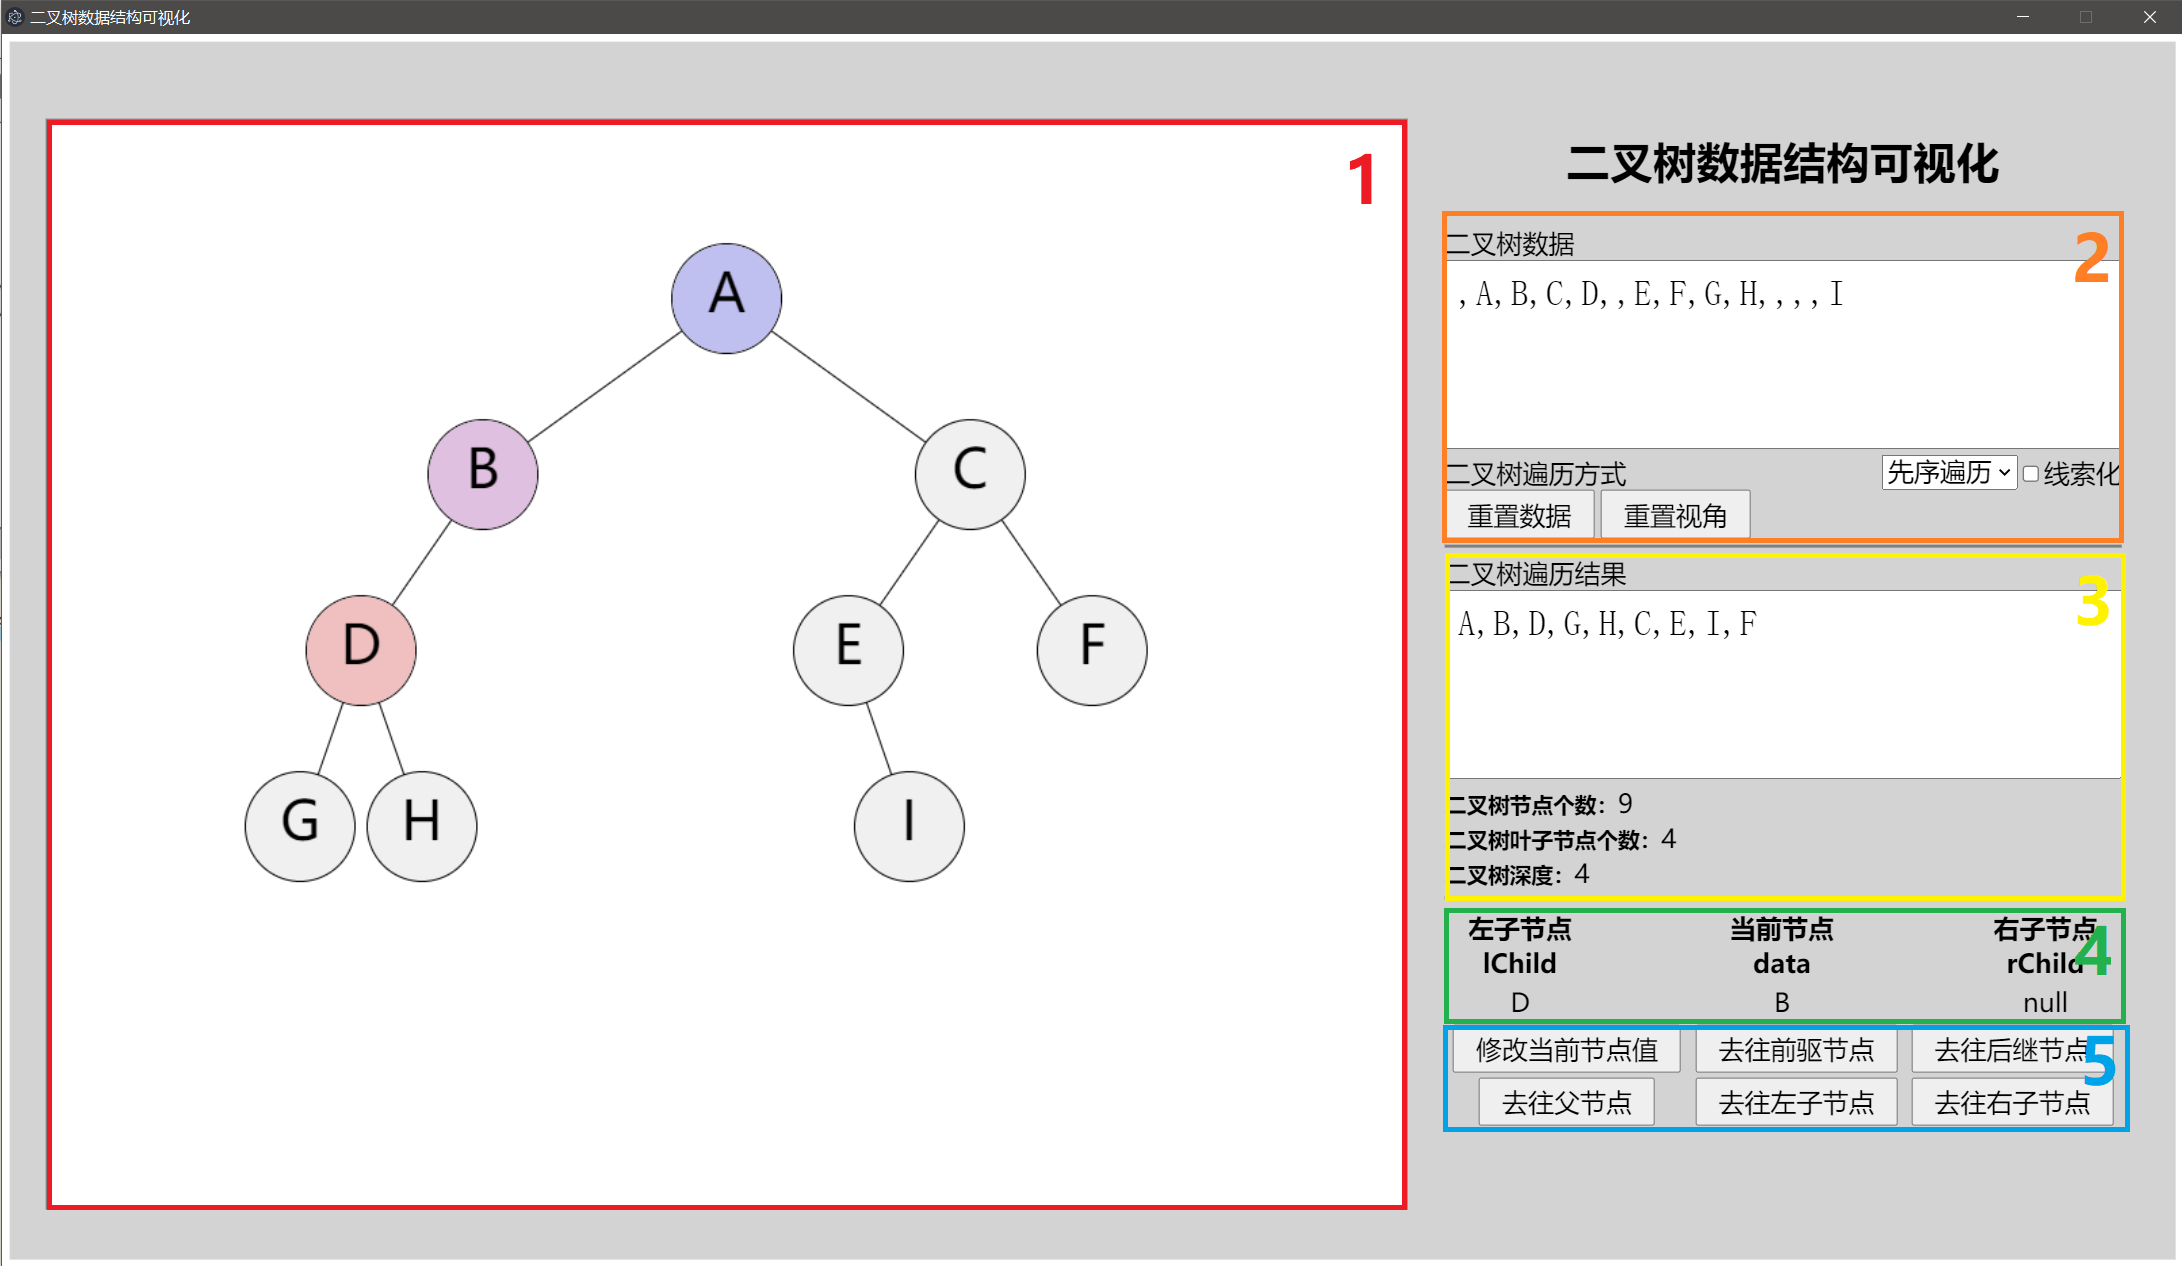 二叉树数据结构可视化
1
A
B
C
D
E
F
G
H
I
二叉树数据结构可视化
2
二叉树数据
,A,B,C,D,,E,F,G,H,,,,I
二叉树遍历方式 先序遍历 线索化
重置数据 重置视角
3
二叉树遍历结果
A,B,D,G,H,C,E,I,F
二叉树节点个数：9
二叉树叶子节点个数：4
二叉树深度：4
4
左子节点 当前节点 右子节点
lChild data rChild
D B null
5
修改当前节点值 去往前驱节点 去往后继节点
去往父节点 去往左子节点 去往右子节点